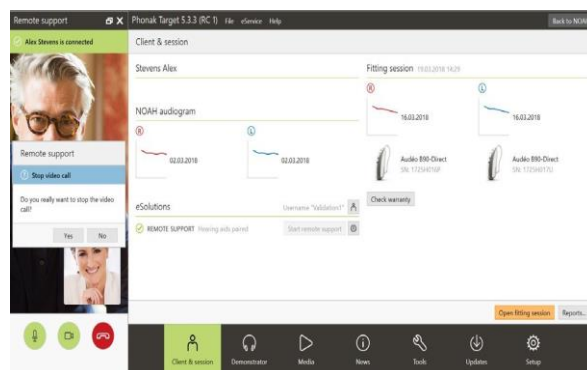 Remote support
Phonak Target 5.3.3 (RC 1) File eService Help
Back to NOAH
Alex Stevens is connected
Client & session
Stevens Alex
Fitting session 19.03.2018 14:29
R
L
16.03.2018
16.03.2018
NOAH audiogram
R
L
02.03.2018
02.03.2018
Audéo B90-Direct
Audéo B90-Direct
Remote support
Stop video call
Do you really want to stop the video
call?
Yes
No
Check warranty
eSolutions
Username "Validation1"
REMOTE SUPPORT Hearing aids paired
Start remote support
Open fitting session
Reports...
Client & session
Demonstrator
Media
News
Tools
Updates
Setup